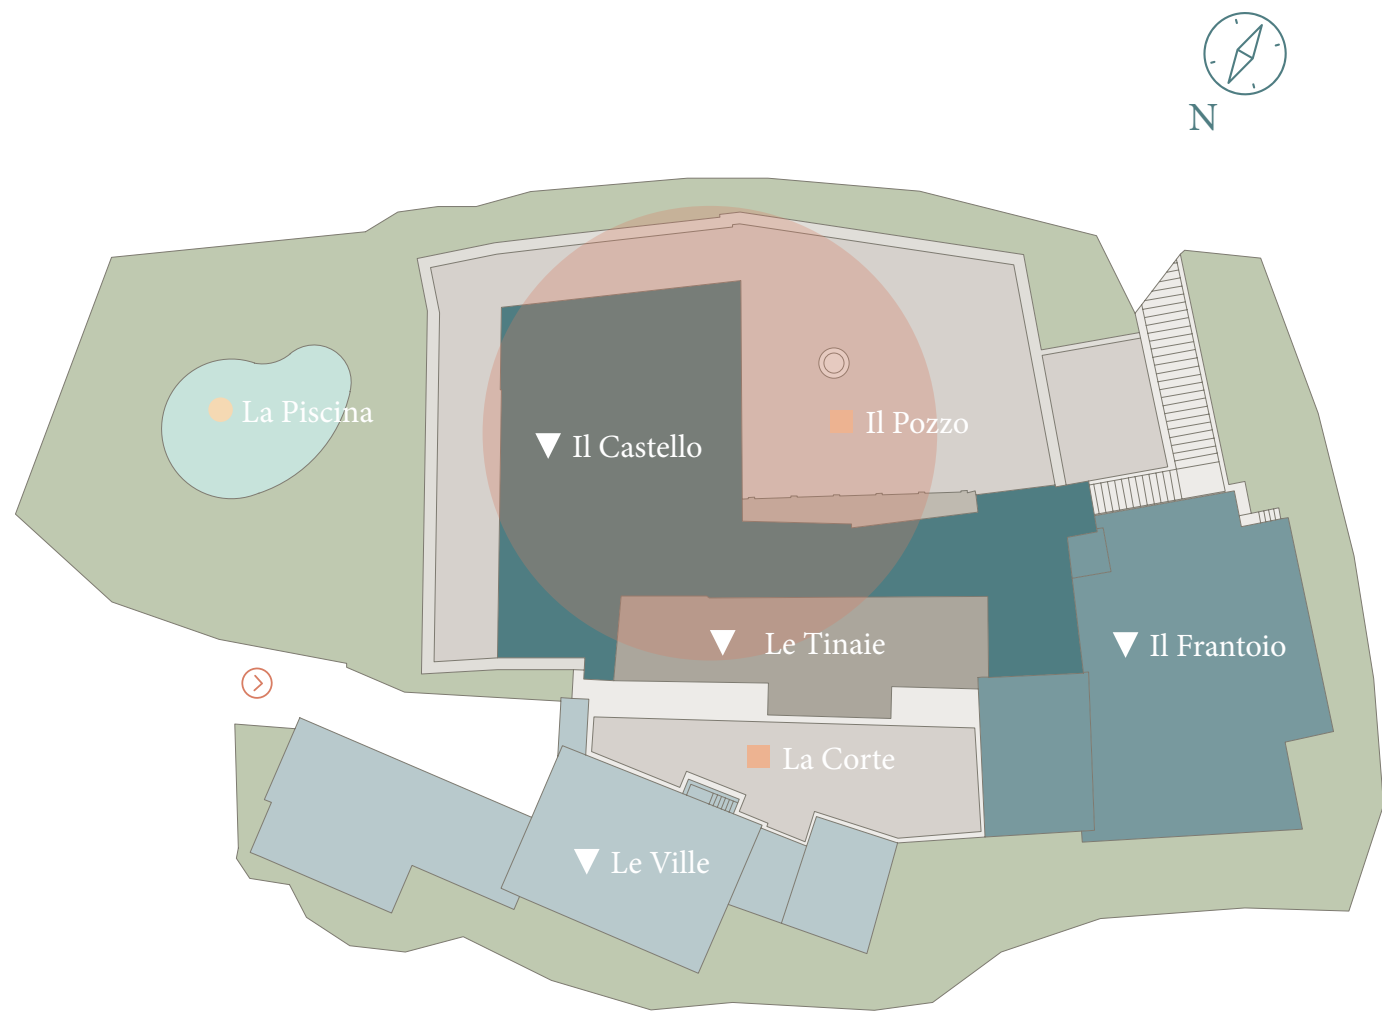 N
La Piscina
Il Pozzo
Il Castello
Le Tinaie
Il Frantoio
La Corte
Le Ville